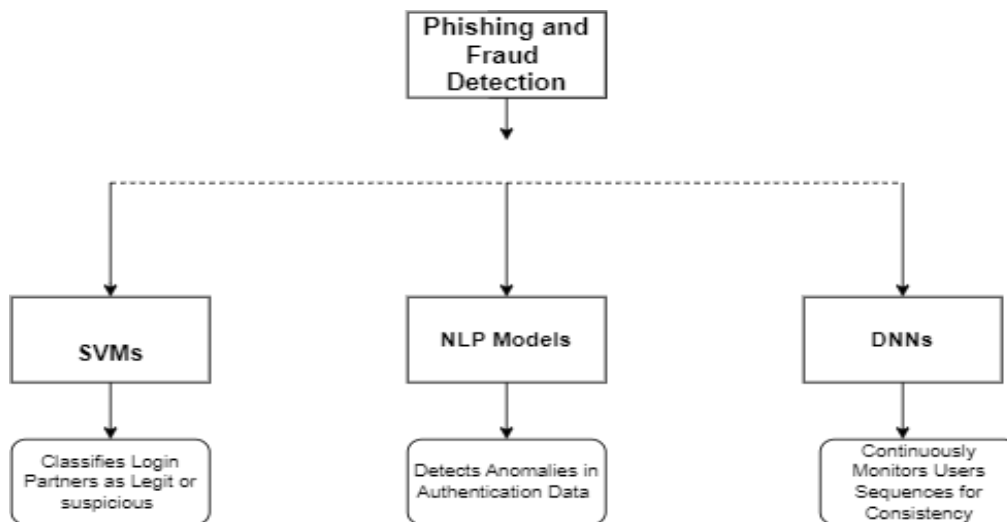 Phishing and
Fraud
Detection
SVMs
NLP Models
DNNs
Classifies Login
Partners as Legit or
suspicious
Detects Anomalies in
Authentication Data
Continuously
Monitors Users
Sequences for
Consistency